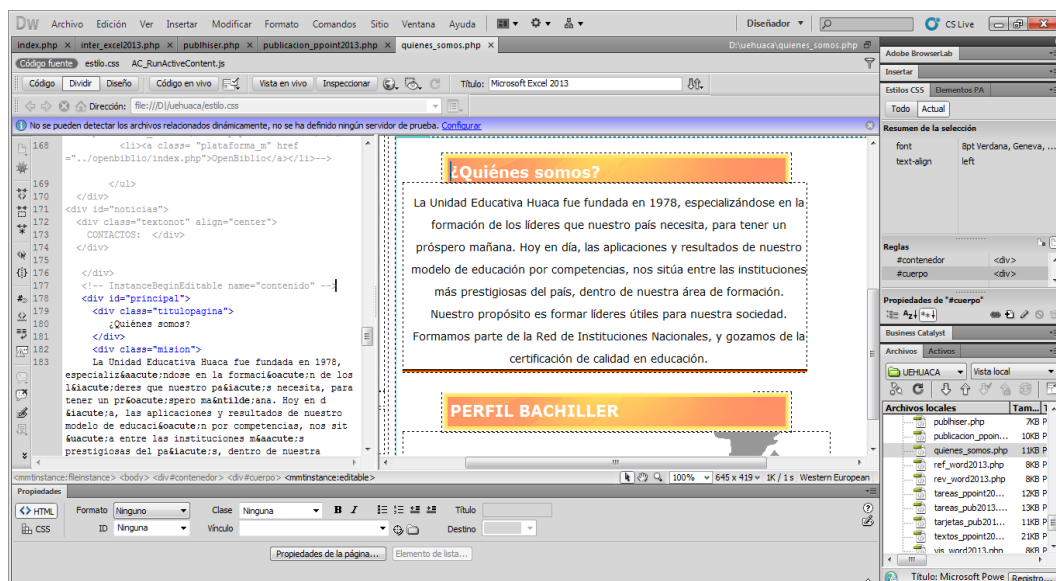 DW Archivo Edición Ver Insertar Modificar Formato Comandos Sitio Ventana Ayuda Diseñador CS Live
index.php × inter_excel2013.php × publhiser.php × publicacion_ppoint2013.php × quienes_somos.php × D:\uehuaca\quienes_somos.php
Código fuente estilo.css AC_RunActiveContent.js
Código Dividir Diseño Código en vivo Vista en vivo Inspeccionar Título: Microsoft Excel 2013
Dirección: file:///D|/uehuaca/estilo.css
No se pueden detectar los archivos relacionados dinámicamente, no se ha definido ningún servidor de prueba. Configurar
168 <li><a class= "plataforma_m" href
="../openbiblio/index.php">OpenBiblio</a></li>-->
169 </ul>
170 </div>
171 <div id="noticias">
172 <div class="textonot" align="center">
173 CONTACTOS: </div>
174 </div>
175
176 </div>
177 <!-- InstanceBeginEditable name="contenido" -->
178 <div id="principal">
179 <div class="titulopagina">
180 ¿Quiénes somos?
181 </div>
182 <div class="mision">
183 La Unidad Educativa Huaca fue fundada en 1978,
especializ&aacute;ndose en la formaci&oacute;n de los
l&iacute;deres que nuestro pa&iacute;s necesita, para
tener un pr&oacute;spero ma&ntilde;ana. Hoy en d
&iacute;a, las aplicaciones y resultados de nuestro
modelo de educaci&oacute;n por competencias, nos sit
&uacute;a entre las instituciones m&aacute;s
prestigiosas del pa&iacute;s, dentro de nuestra
¿Quiénes somos?
La Unidad Educativa Huaca fue fundada en 1978, especializándose en la
formación de los líderes que nuestro país necesita, para tener un
próspero mañana. Hoy en día, las aplicaciones y resultados de nuestro
modelo de educación por competencias, nos sitúa entre las instituciones
más prestigiosas del país, dentro de nuestra área de formación.
Nuestro propósito es formar líderes útiles para nuestra sociedad.
Formamos parte de la Red de Instituciones Nacionales, y gozamos de la
certificación de calidad en educación.
PERFIL BACHILLER
<mmtinstance:fileinstance> <body> <div#contenedor> <div#cuerpo> <mmtinstance:editable> 100% 645 x 419 1K / 1 s Western European
Propiedades
<> HTML Formato Ninguno Clase Ninguna B I Título
CSS ID Ninguna Vínculo Destino
Propiedades de la página... Elemento de lista...
Adobe BrowserLab
Insertar
Estilos CSS Elementos PA
Todo Actual
Resumen de la selección
font 8pt Verdana, Geneva, ...
text-align left
Reglas
#contenedor <div>
#cuerpo <div>
Propiedades de "#cuerpo"
Business Catalyst
Archivos Activos
UEHUACA Vista local
Archivos locales Tam... T
publhiser.php 7KB P
publicacion_ppoin... 10KB P
quienes_somos.php 11KB P
ref_word2013.php 8KB P
rev_word2013.php 8KB P
tareas_ppoint20... 12KB P
tareas_pub2013.... 13KB P
tarjetas_pub201... 11KB P
textos_ppoint20... 21KB P
vis_word2013.php 8KB P
Título: Microsoft Powe Registro...